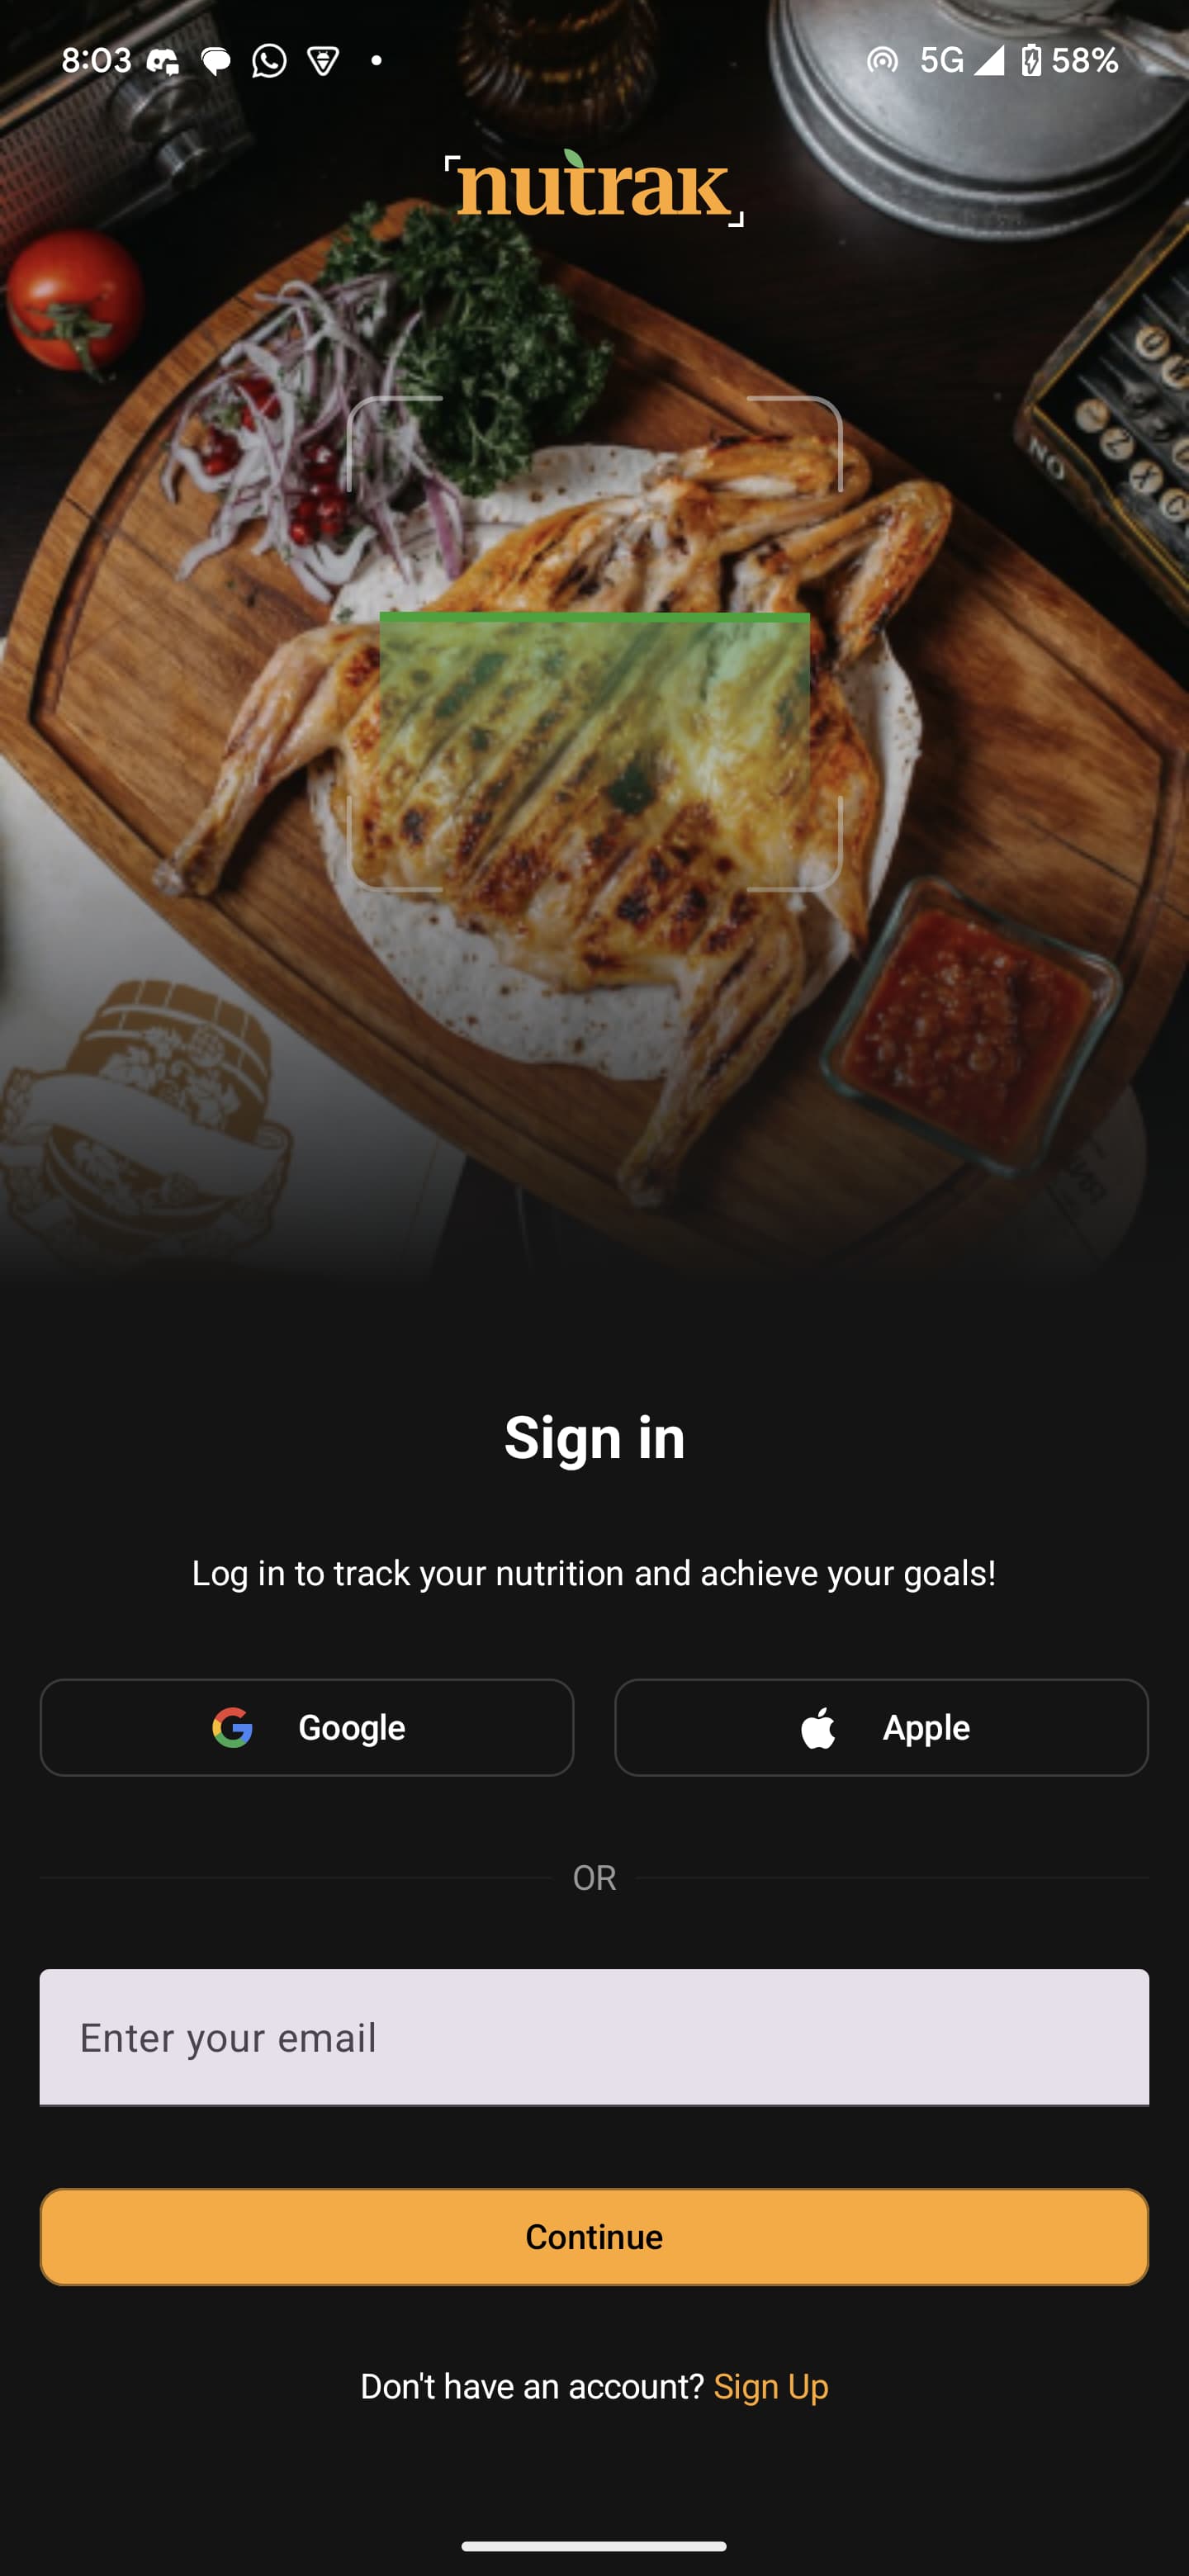 8:03
5G 58%
nutrak
NO
Sign in
Log in to track your nutrition and achieve your goals!
Google
Apple
OR
Enter your email
Continue
Don't have an account? Sign Up